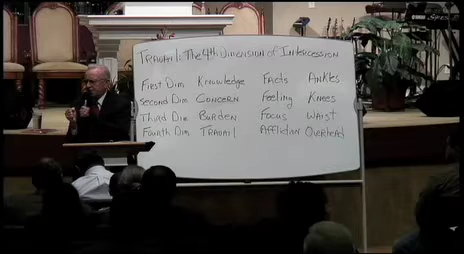 TRAVAIL: The 4th Dimension of Intercession
First Dim Knowledge Facts Ankles
Second Dim Concern Feeling Knees
Third Dim Burden Focus Waist
Fourth Dim Travail Affliction Overhead